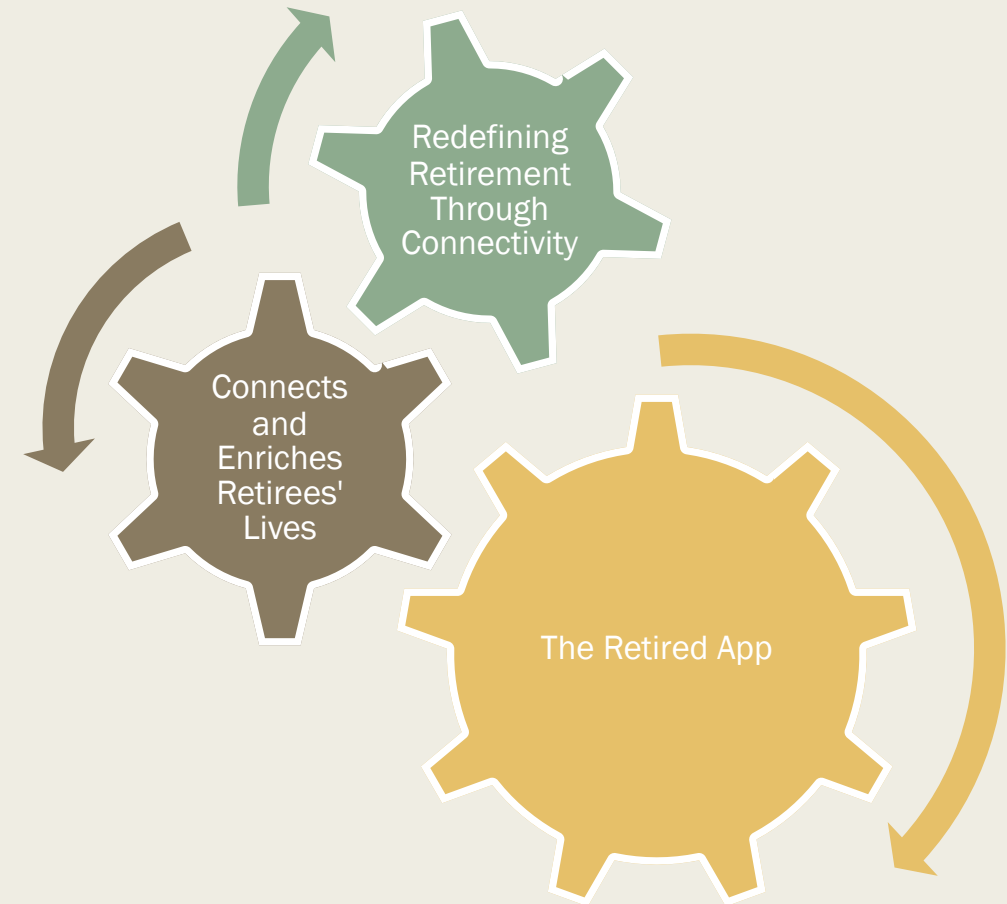 Redefining
Retirement
Through
Connectivity
Connects
and
Enriches
Retirees'
Lives
The Retired App